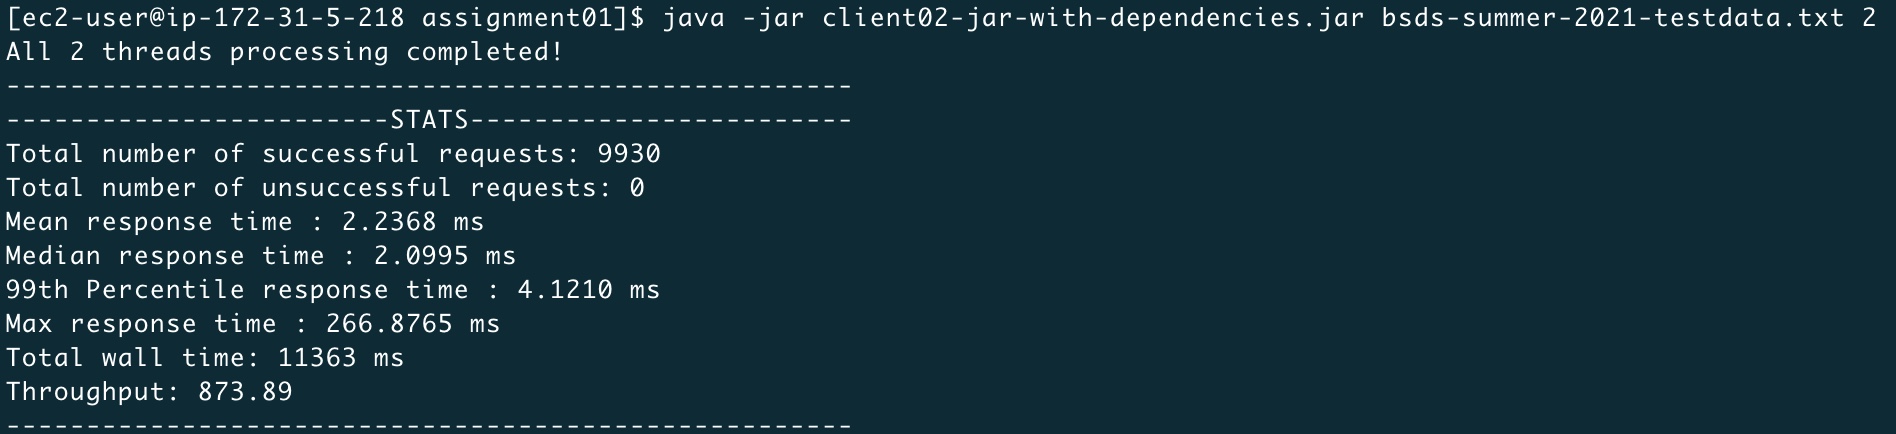 [ec2-user@ip-172-31-5-218 assignment01]$ java -jar client02-jar-with-dependencies.jar bsds-summer-2021-testdata.txt 2
All 2 threads processing completed!
-----------------------------------------------------
------------------------STATS------------------------
Total number of successful requests: 9930
Total number of unsuccessful requests: 0
Mean response time : 2.2368 ms
Median response time : 2.0995 ms
99th Percentile response time : 4.1210 ms
Max response time : 266.8765 ms
Total wall time: 11363 ms
Throughput: 873.89
-----------------------------------------------------